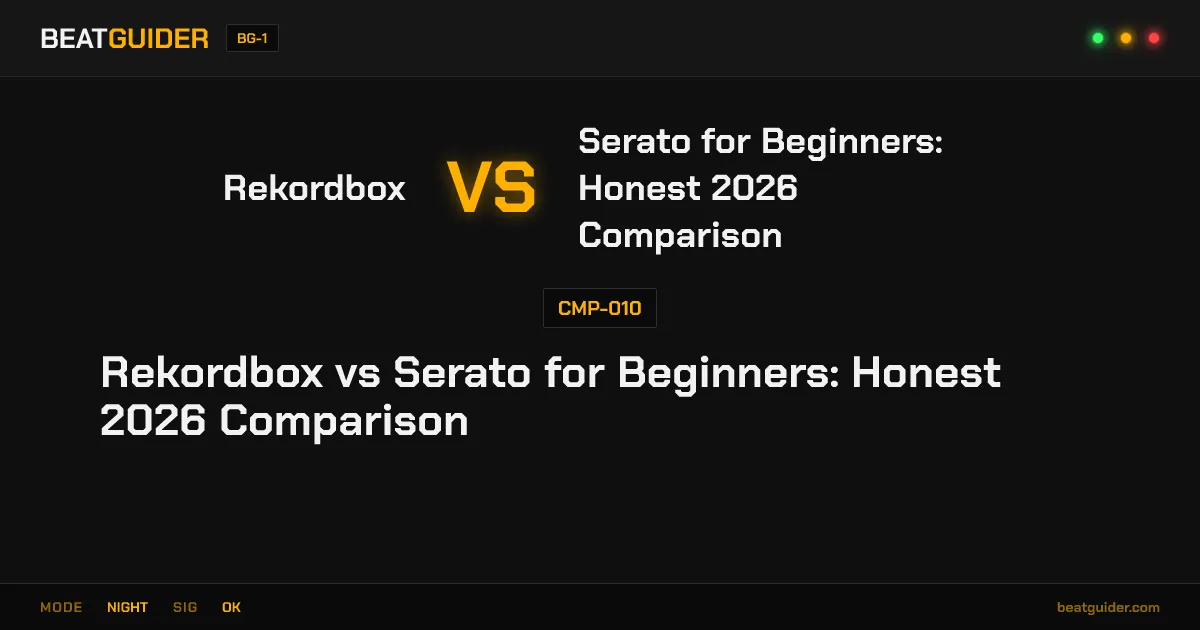 BEATGUIDER BG-1
Rekordbox
VS
Serato for Beginners:
Honest 2026
Comparison
CMP-010
Rekordbox vs Serato for Beginners: Honest
2026 Comparison
MODE NIGHT SIG OK
beatguider.com